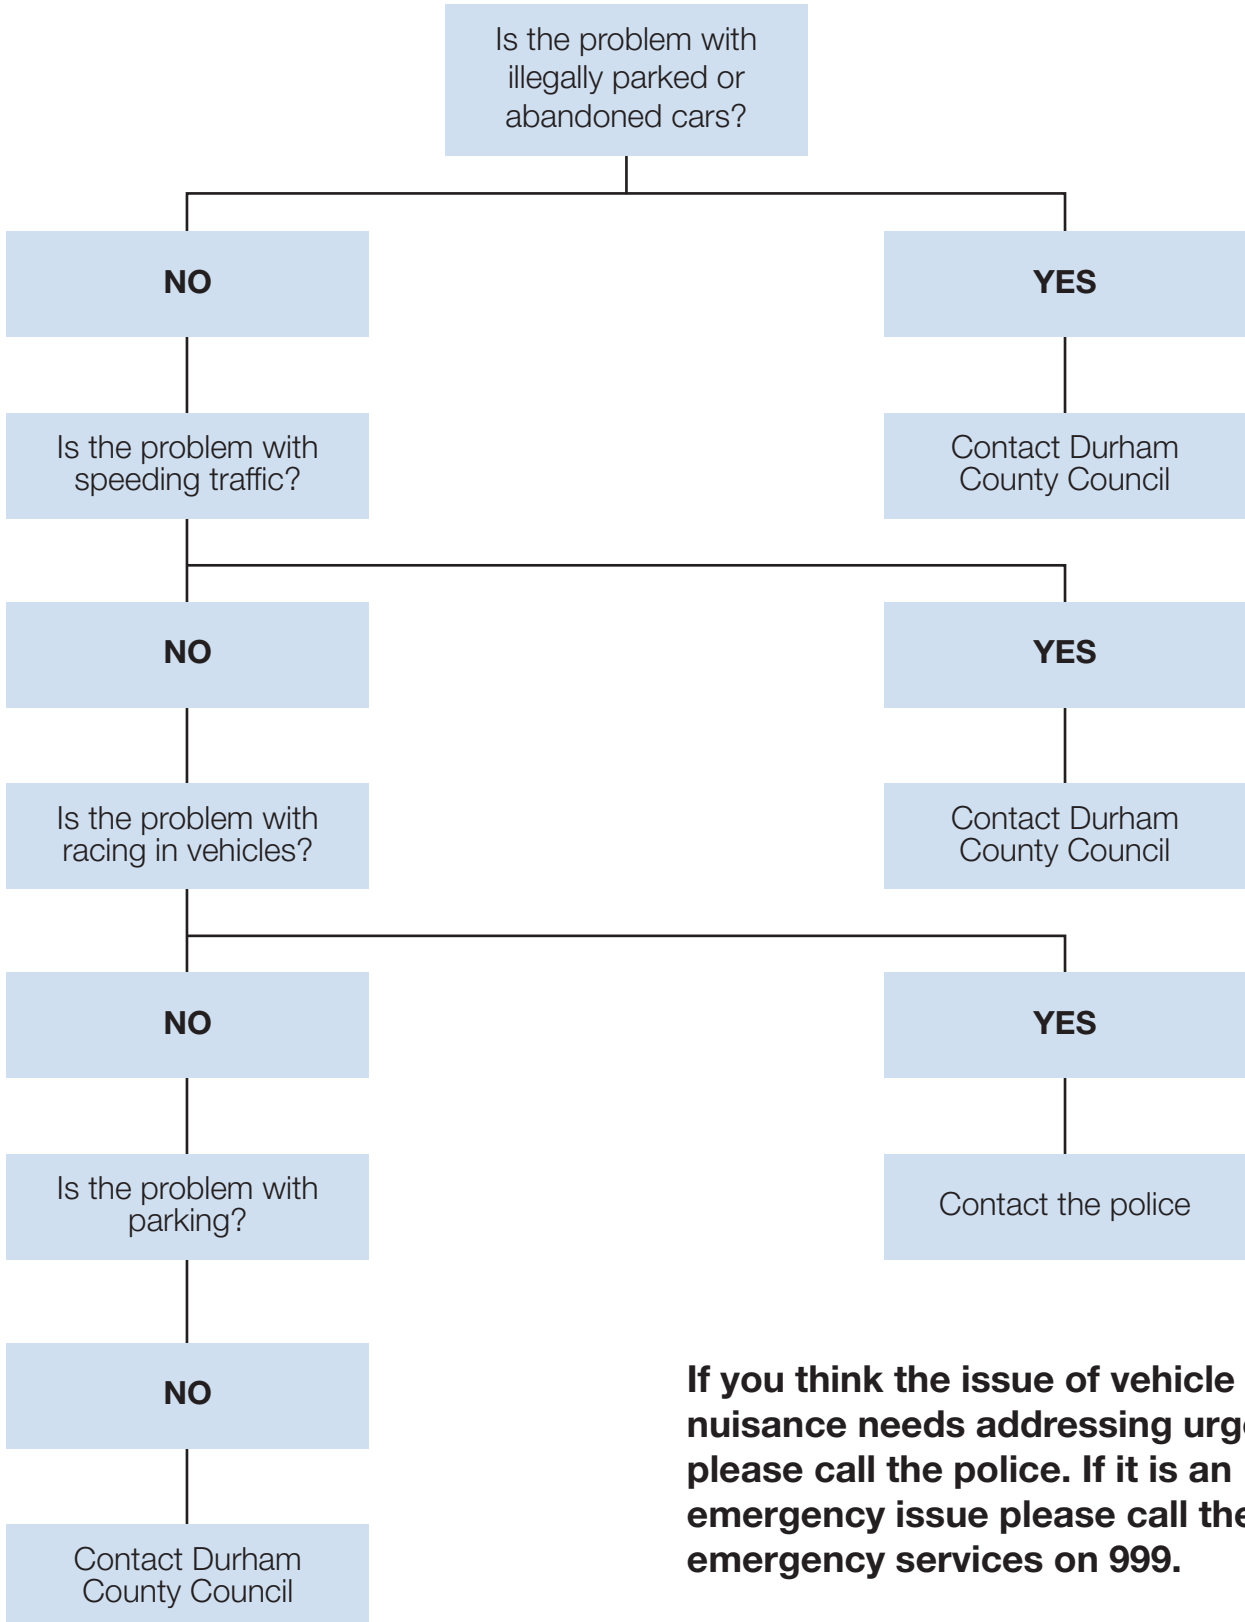 Is the problem with
illegally parked or
abandoned cars?
NO
YES
Is the problem with
speeding traffic?
Contact Durham
County Council
NO
YES
Is the problem with
racing in vehicles?
Contact Durham
County Council
NO
YES
Is the problem with
parking?
Contact the police
NO
If you think the issue of vehicle
nuisance needs addressing
please call the police. If it is an
emergency issue please call the
emergency services on 999.
Contact Durham
County Council